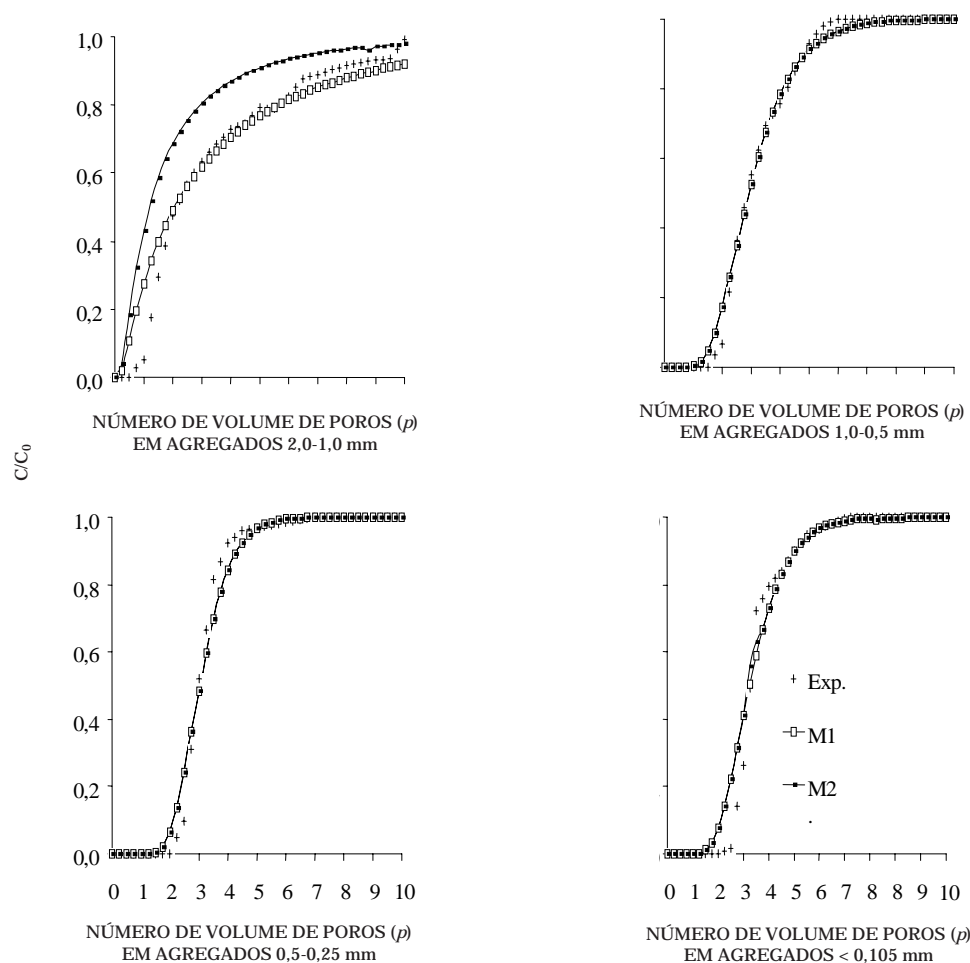 1,0
0,8
0,6
0,4
0,2
0,0
NÚMERO DE VOLUME DE POROS (p)
EM AGREGADOS 2,0-1,0 mm
NÚMERO DE VOLUME DE POROS (p)
EM AGREGADOS 1,0-0,5 mm
C/C0
1,0
0,8
0,6
0,4
0,2
0,0
0 1 2 3 4 5 6 7 8 9 10
NÚMERO DE VOLUME DE POROS (p)
EM AGREGADOS 0,5-0,25 mm
Exp.
M1
M2
.
0 1 2 3 4 5 6 7 8 9 10
NÚMERO DE VOLUME DE POROS (p)
EM AGREGADOS < 0,105 mm